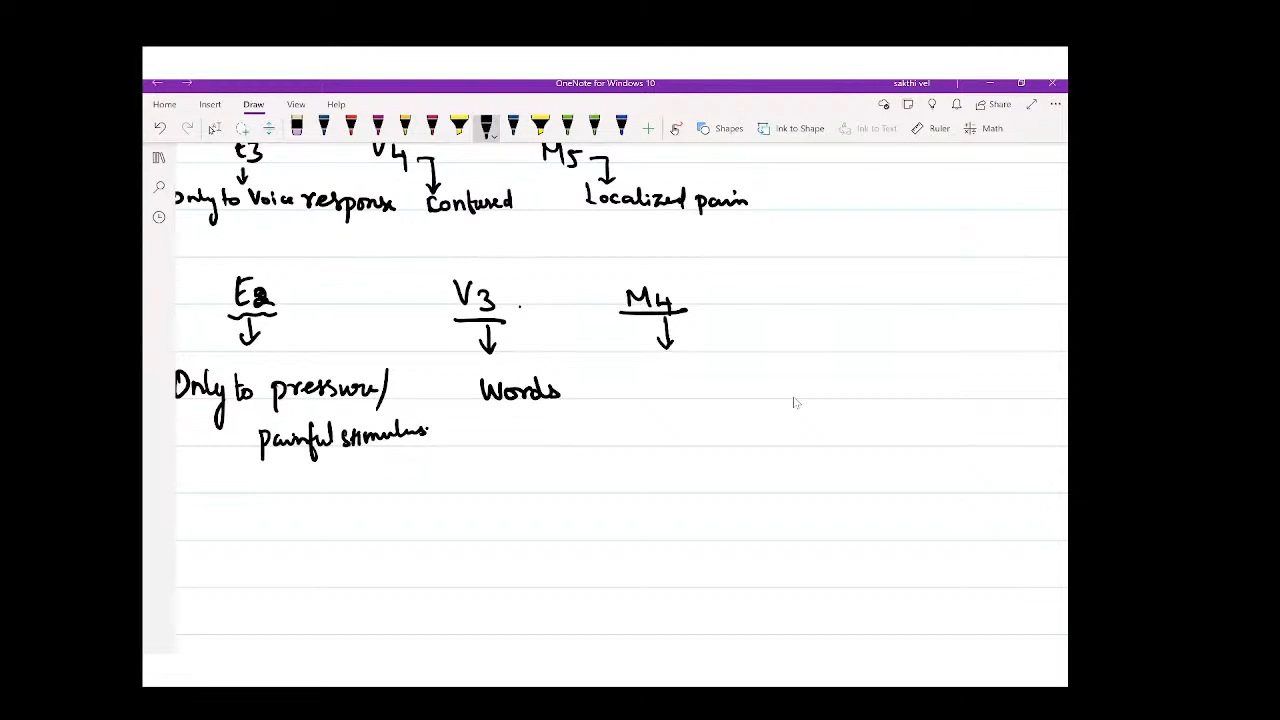 OneNote for Windows 10
sakthi vel
Home Insert Draw View Help
Share
Shapes Ink to Shape Ink to Text Ruler Math
E3 V4 M5
Only to Voice response Confused Localized pain
E2 V3 M4
Only to pressure/ Words
painful stimulus.